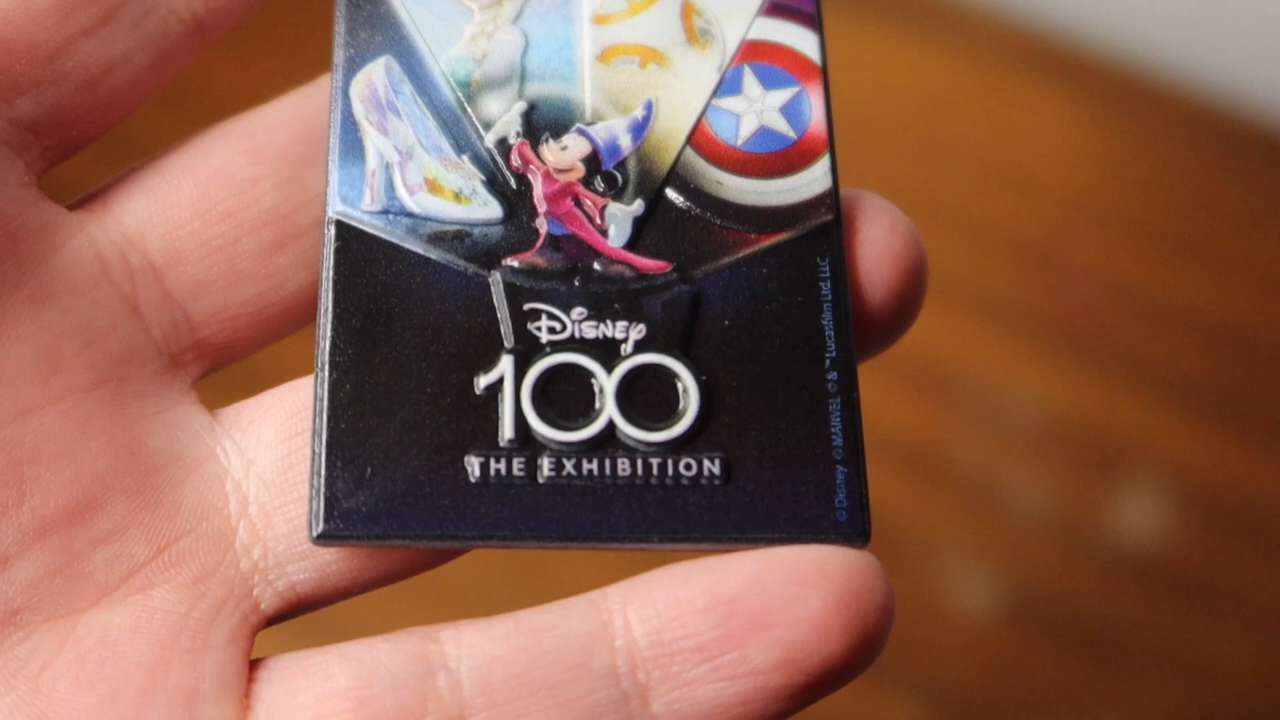 Disney
100
THE EXHIBITION
© Disney © MARVEL © & ™ Lucasfilm Ltd. LLC